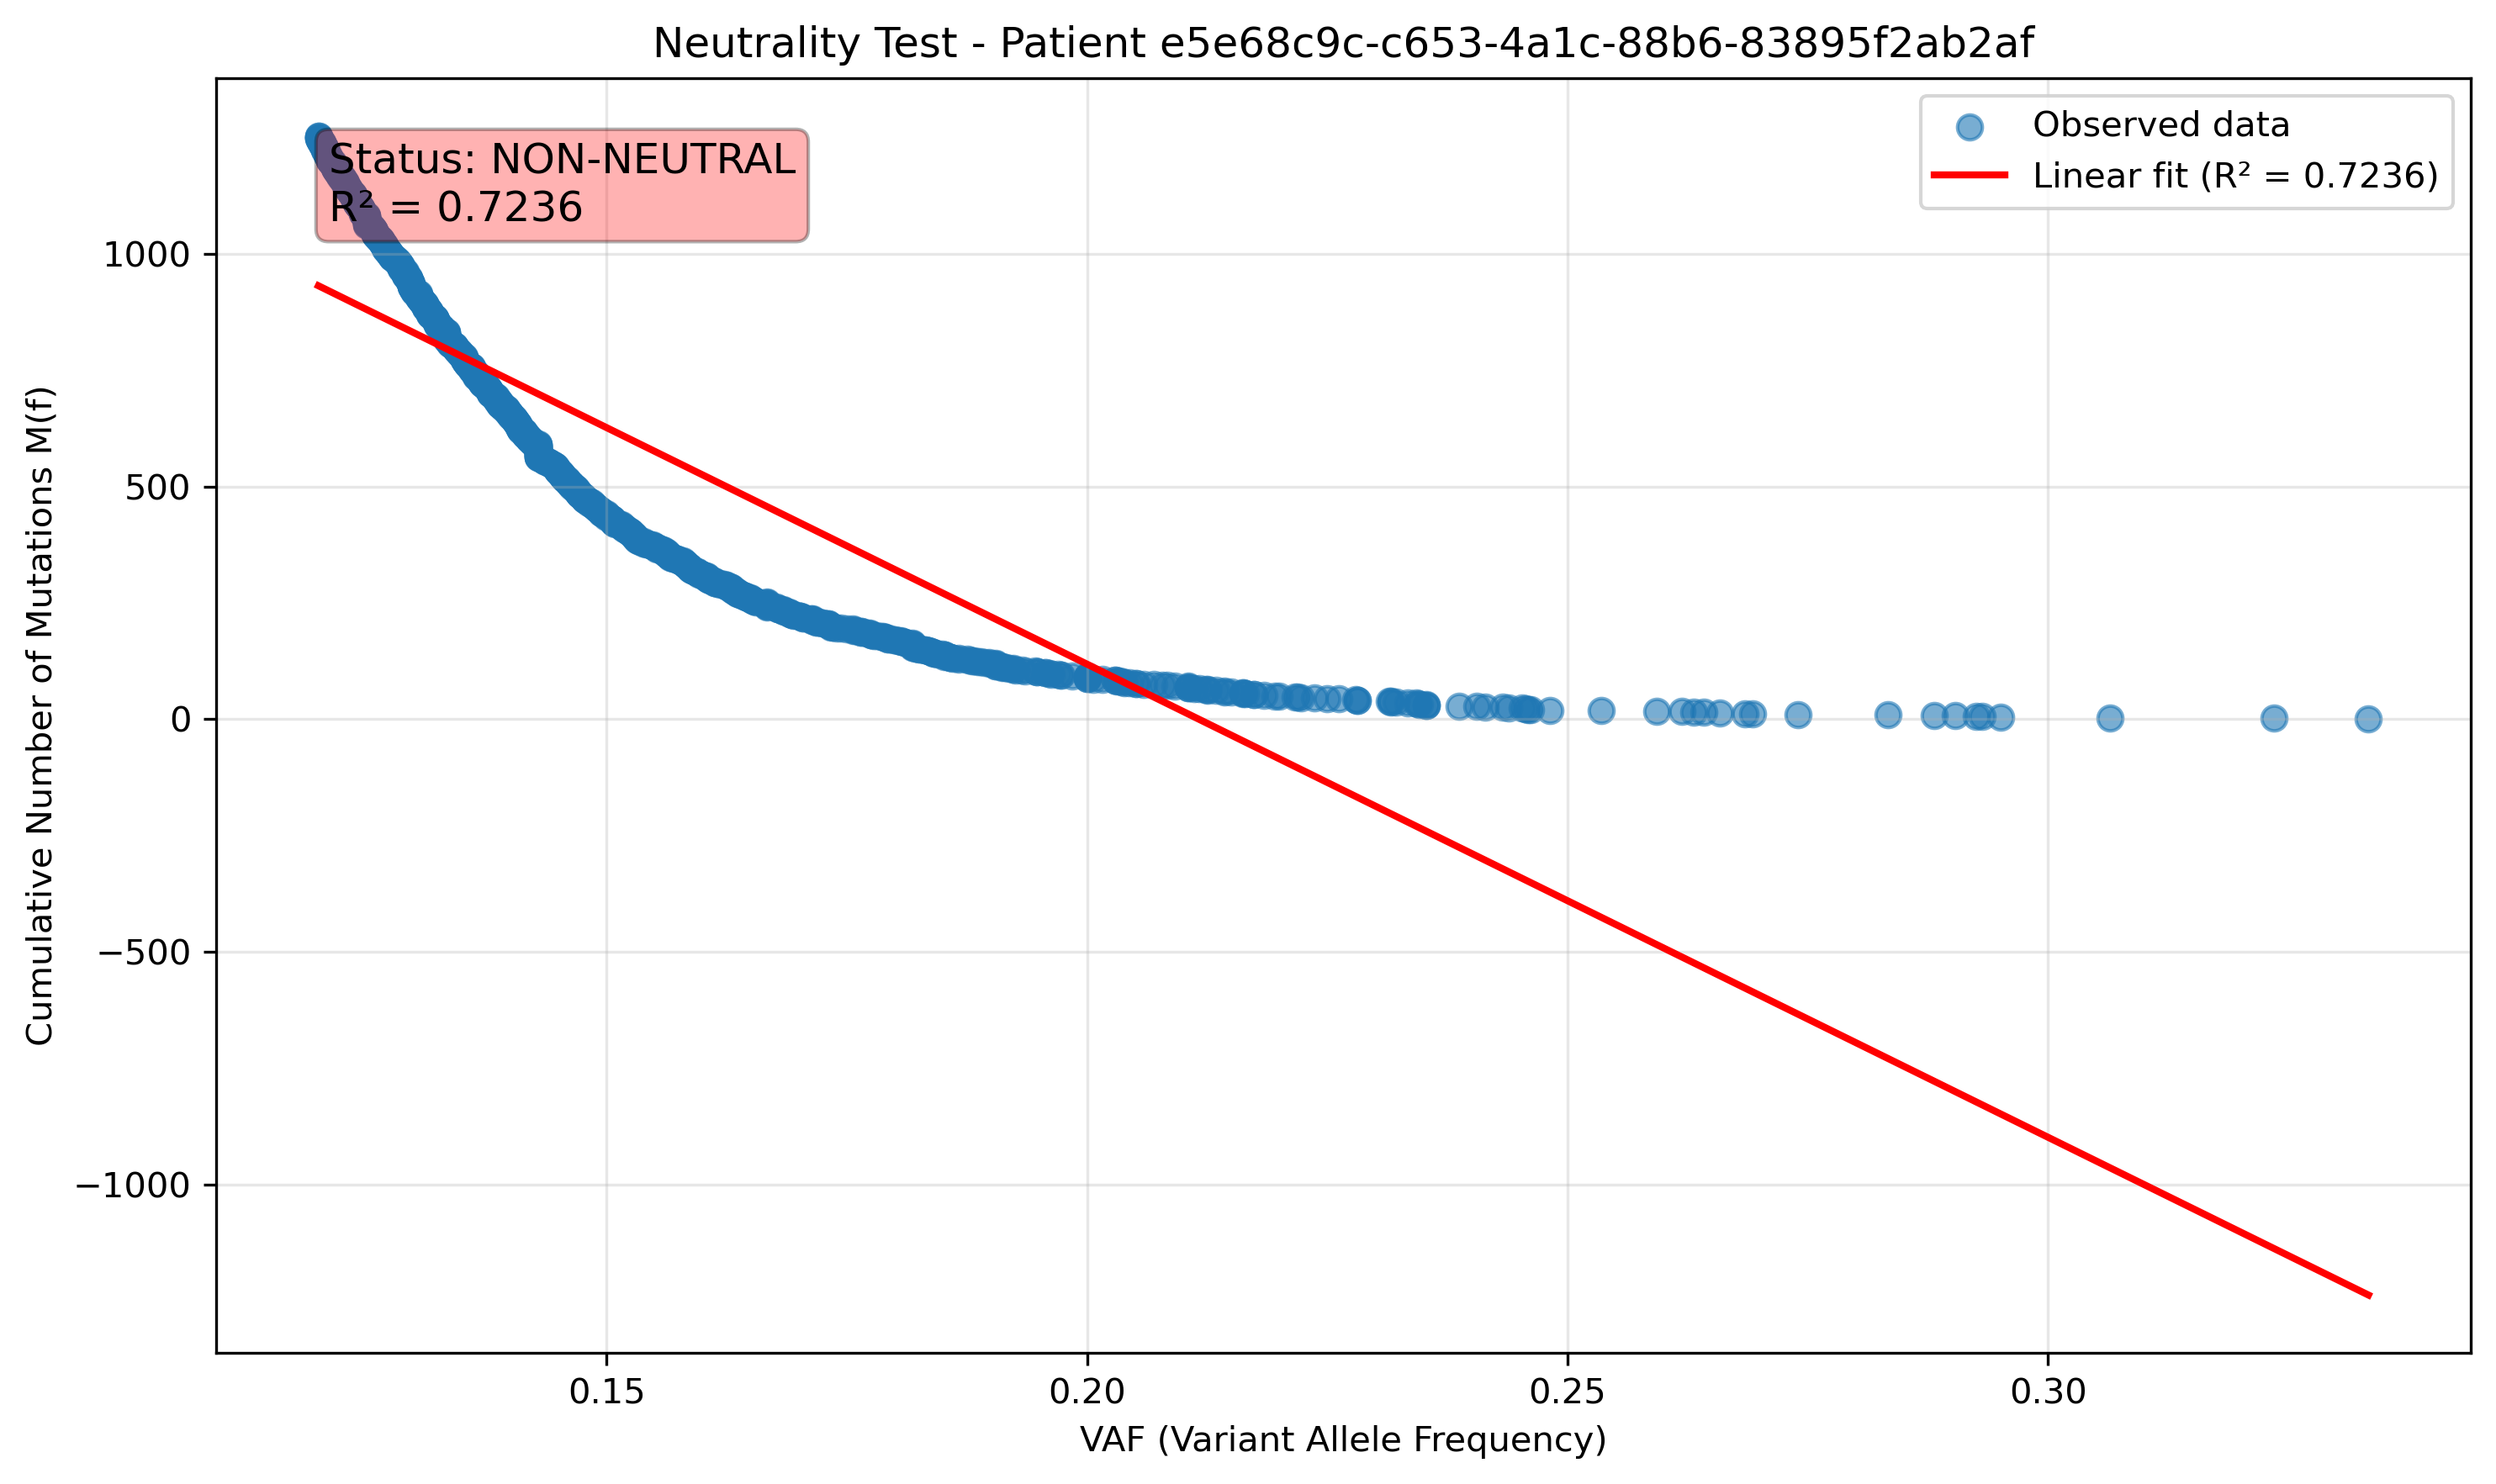 Neutrality Test - Patient e5e68c9c-c653-4a1c-88b6-83895f2ab2af
Status: NON-NEUTRAL
R² = 0.7236
Observed data
Linear fit (R² = 0.7236)
Cumulative Number of Mutations M(f)
1000
500
0
−500
−1000
0.15
0.20
0.25
0.30
VAF (Variant Allele Frequency)